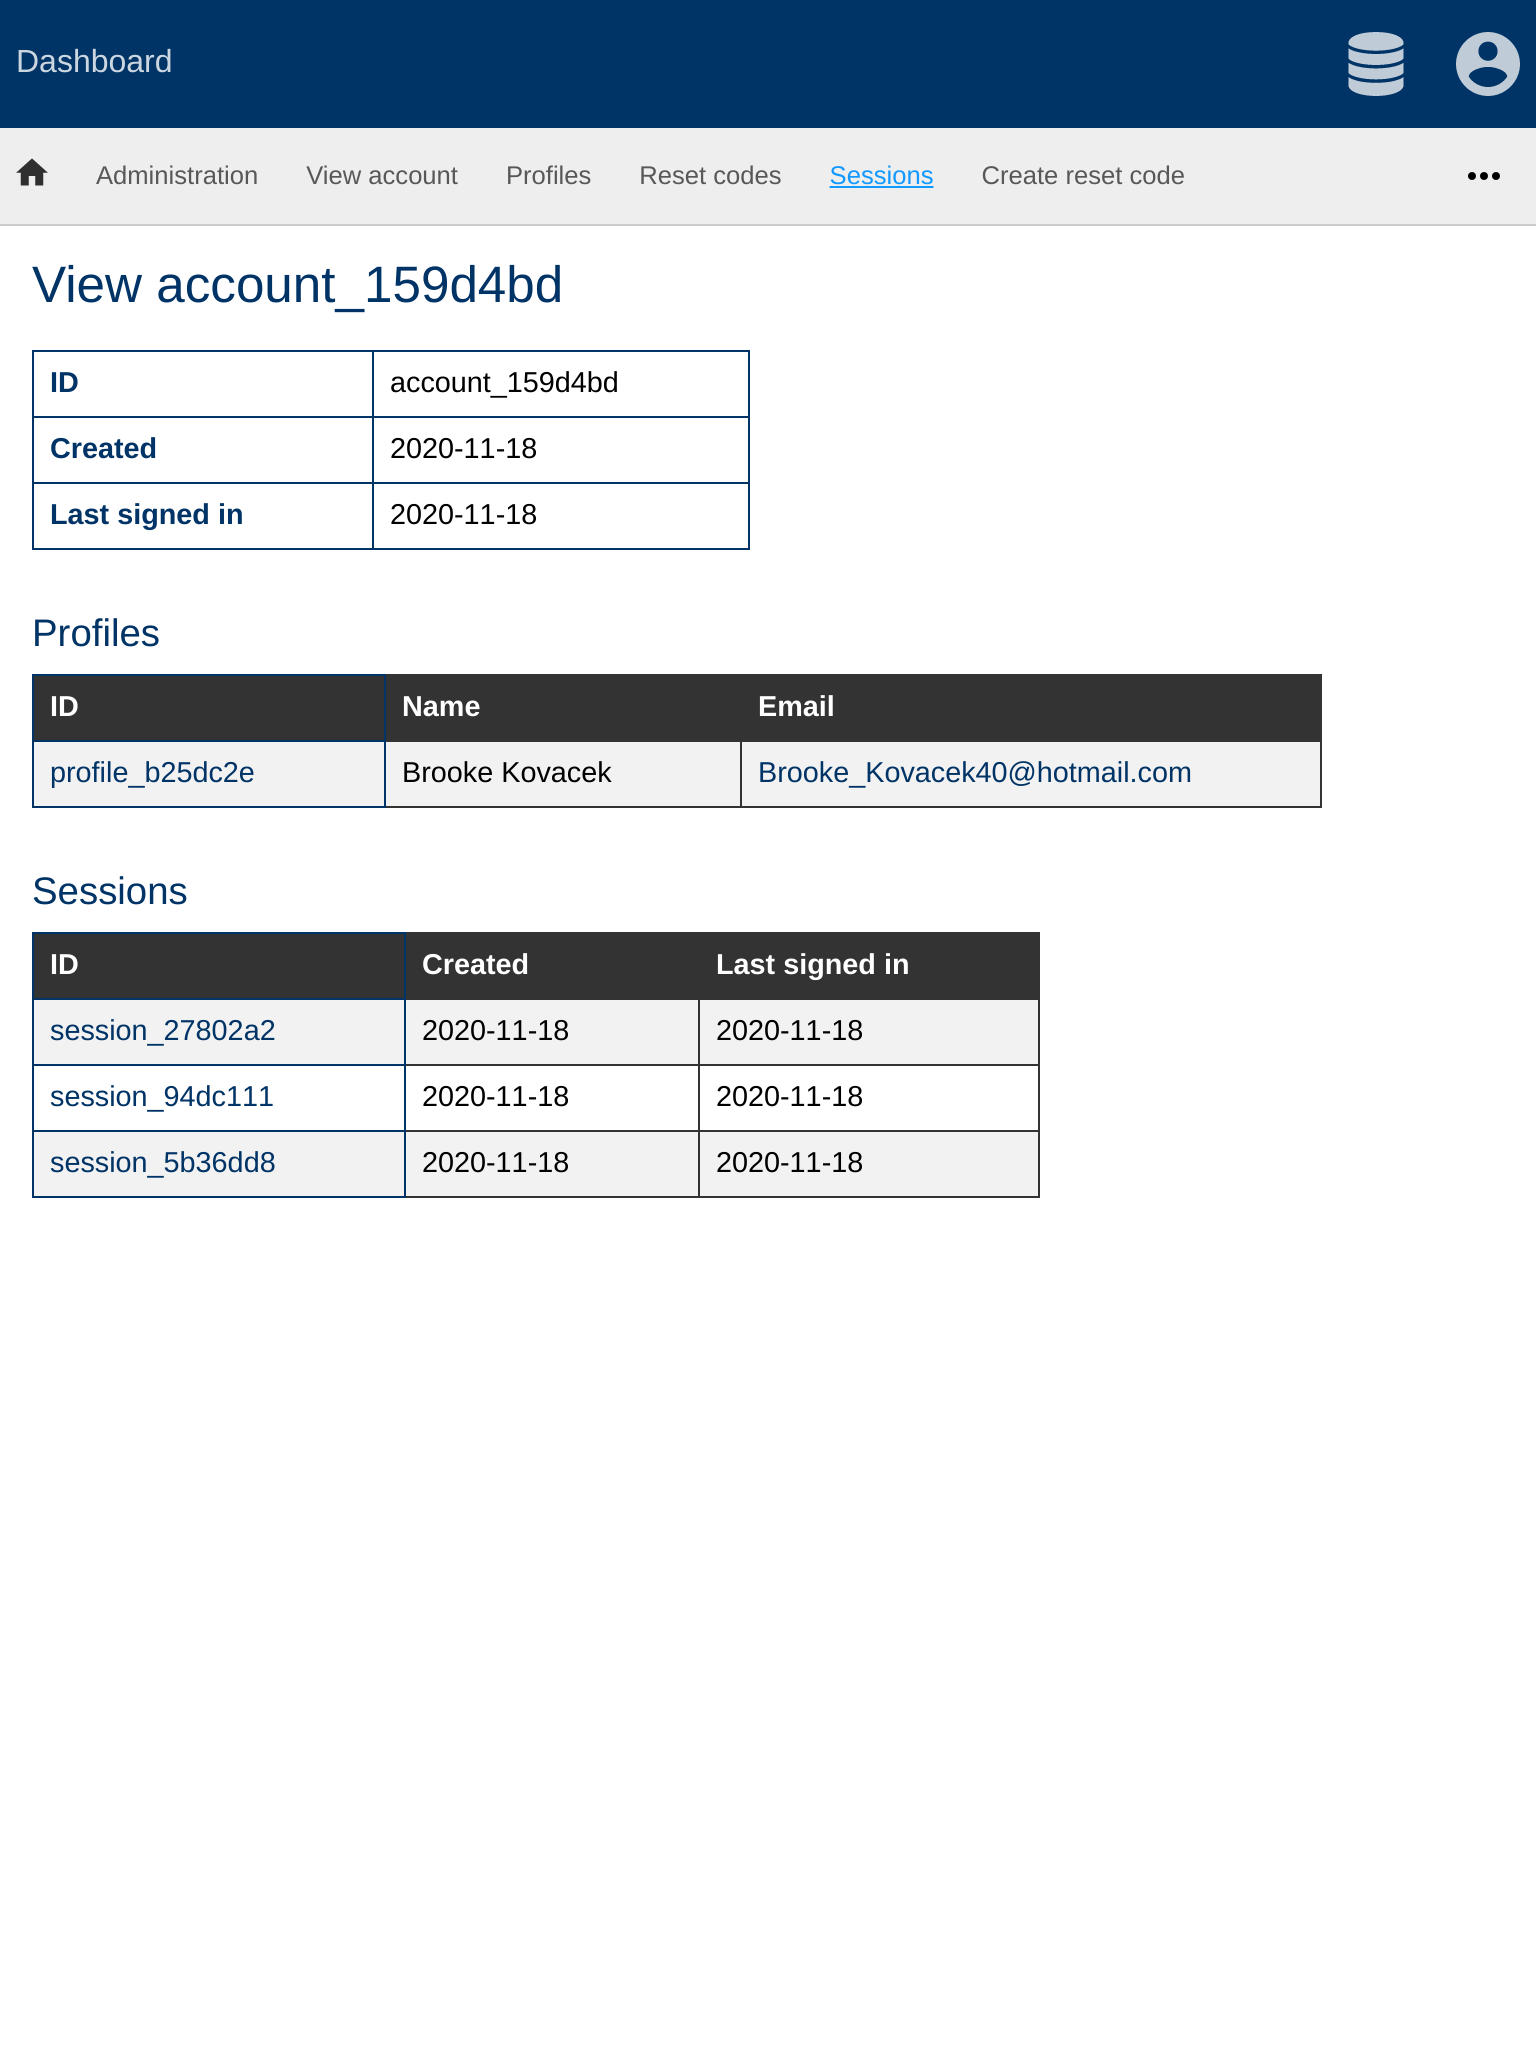 Dashboard
Administration View account Profiles Reset codes Sessions Create reset code
View account_159d4bd
ID account_159d4bd
Created 2020-11-18
Last signed in 2020-11-18
Profiles
ID Name Email
profile_b25dc2e Brooke Kovacek Brooke_Kovacek40@hotmail.com
Sessions
ID Created Last signed in
session_27802a2 2020-11-18 2020-11-18
session_94dc111 2020-11-18 2020-11-18
session_5b36dd8 2020-11-18 2020-11-18